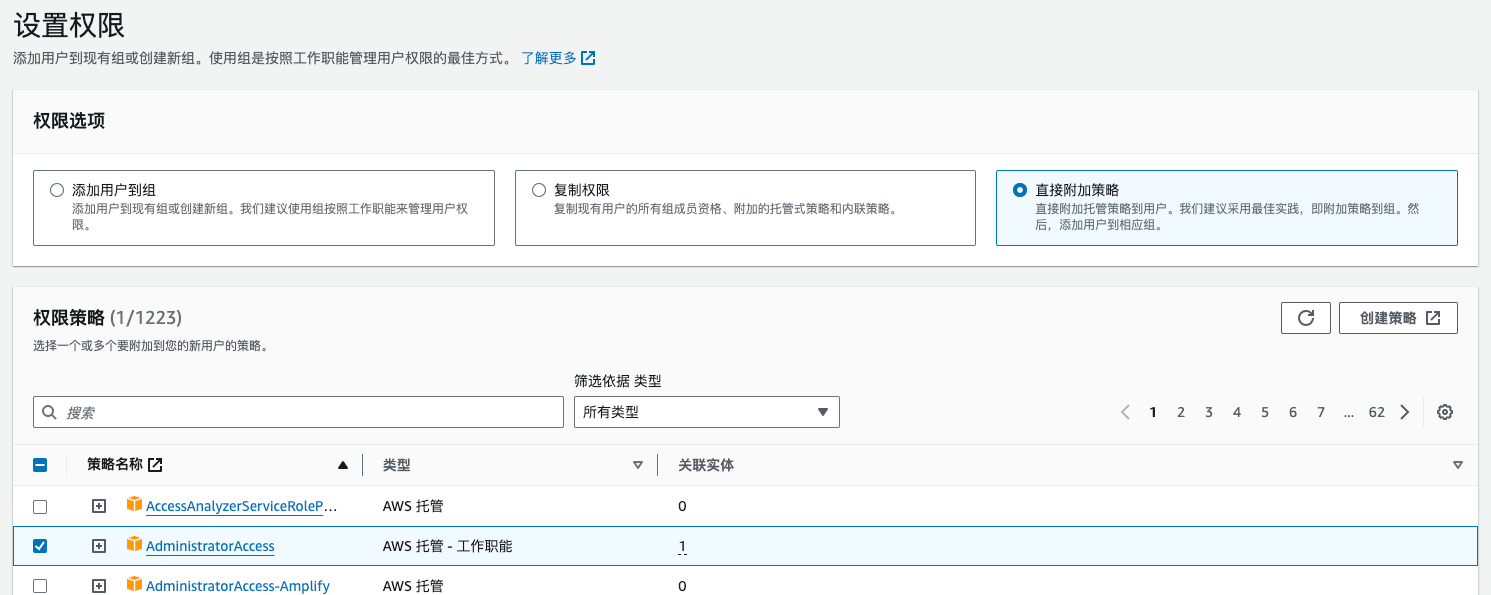 设置权限
添加用户到现有组或创建新组。使用组是按照工作职能管理用户权限的最佳方式。 了解更多
权限选项
添加用户到组
添加用户到现有组或创建新组。我们建议使用组按照工作职能来管理用户权
限。
复制权限
复制现有用户的所有组成员资格、附加的托管式策略和内联策略。
直接附加策略
直接附加托管策略到用户。我们建议采用最佳实践，即附加策略到组。然
后，添加用户到相应组。
权限策略 (1/1223)
创建策略
选择一个或多个要附加到您的新用户的策略。
筛选依据 类型
搜索
所有类型
1 2 3 4 5 6 7 ... 62
策略名称 类型 关联实体
AccessAnalyzerServiceRoleP... AWS 托管 0
AdministratorAccess AWS 托管 - 工作职能 1
AdministratorAccess-Amplify AWS 托管 0